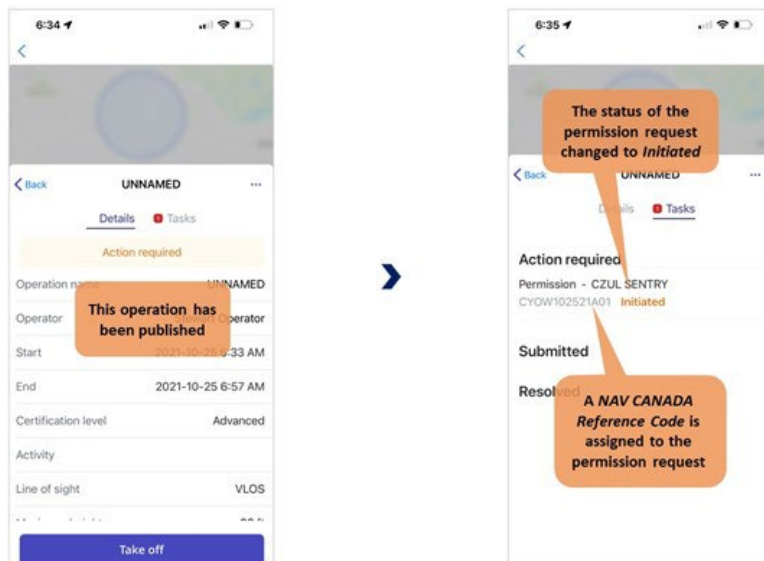 6:34
Back
UNNAMED
...
Details
Tasks
Action required
Operation name
UNNAMED
This operation has
been published
Operator
Operator
Start
2021-10-25 6:33 AM
End
2021-10-25 6:57 AM
Certification level
Advanced
Activity
Line of sight
VLOS
Take off
6:35
The status of the
permission request
changed to Initiated
Back
UNNAMED
...
Details
Tasks
Action required
Permission - CZUL SENTRY
CYOW102521A01 Initiated
Submitted
Resolved
A NAV CANADA
Reference Code is
assigned to the
permission request